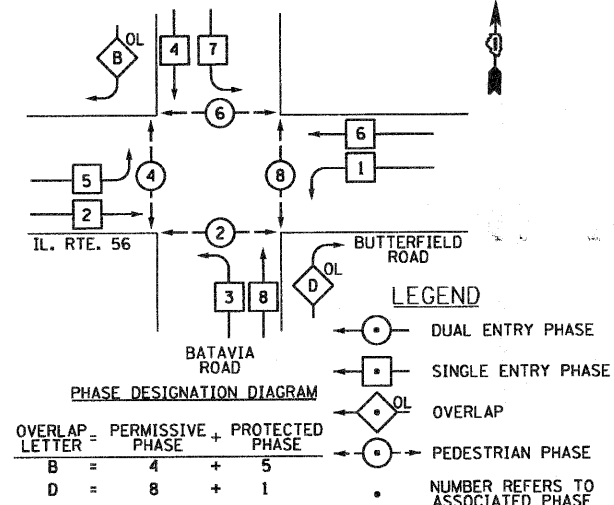 B OL 4 7
6
6
5 4 8 1
2
IL. RTE. 56 2 BUTTERFIELD
ROAD
3 8 D OL
BATAVIA
ROAD
PHASE DESIGNATION DIAGRAM
OVERLAP
LETTER = PERMISSIVE
PHASE + PROTECTED
PHASE
B = 4 + 5
D = 8 + 1
LEGEND
DUAL ENTRY PHASE
SINGLE ENTRY PHASE
OL OVERLAP
PEDESTRIAN PHASE
NUMBER REFERS TO
ASSOCIATED PHASE